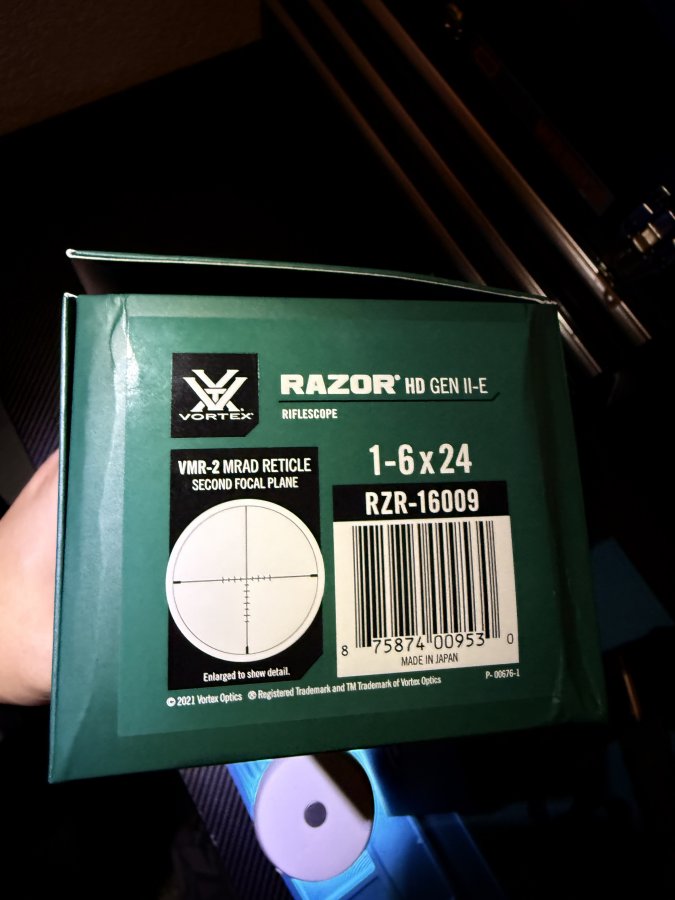 VORTEX®
RAZOR® HD GEN II-E
RIFLESCOPE
VMR-2 MRAD RETICLE
SECOND FOCAL PLANE
Enlarged to show detail.
1-6x24
RZR-16009
8 75874 00953 0
MADE IN JAPAN
© 2021 Vortex Optics ® Registered Trademark and TM Trademark of Vortex Optics
P- 00676-1